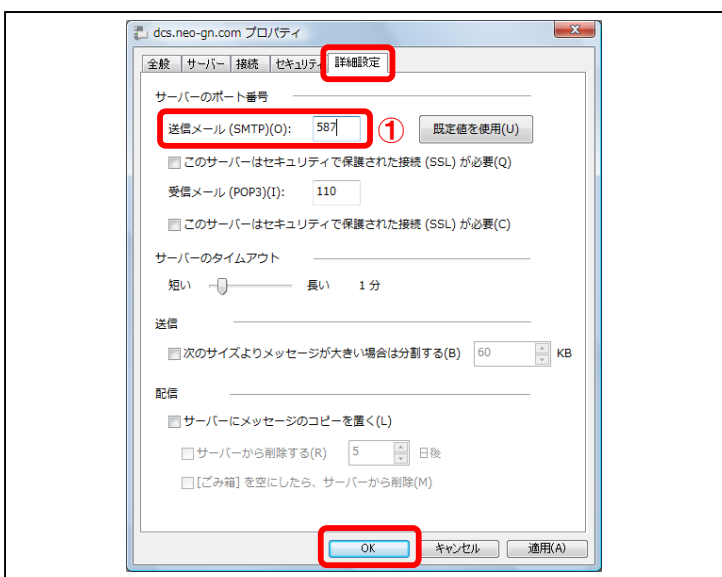 dcs.neo-gn.com プロパティ
全般 サーバー 接続 セキュリティ 詳細設定
サーバーのポート番号
送信メール (SMTP)(O): 587 ① 既定値を使用(U)
このサーバーはセキュリティで保護された接続 (SSL) が必要(Q)
受信メール (POP3)(I): 110
このサーバーはセキュリティで保護された接続 (SSL) が必要(C)
サーバーのタイムアウト
短い 長い 1 分
送信
次のサイズよりメッセージが大きい場合は分割する(B) 60 KB
配信
サーバーにメッセージのコピーを置く(L)
サーバーから削除する(R) 5 日後
[ごみ箱] を空にしたら、サーバーから削除(M)
OK キャンセル 適用(A)